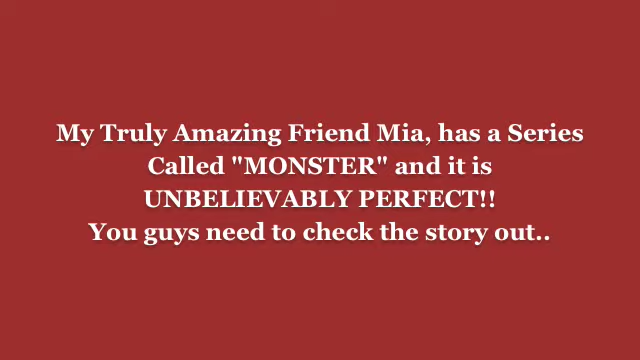 My Truly Amazing Friend Mia, has a Series
Called "MONSTER" and it is
UNBELIEVABLY PERFECT!!
You guys need to check the story out..